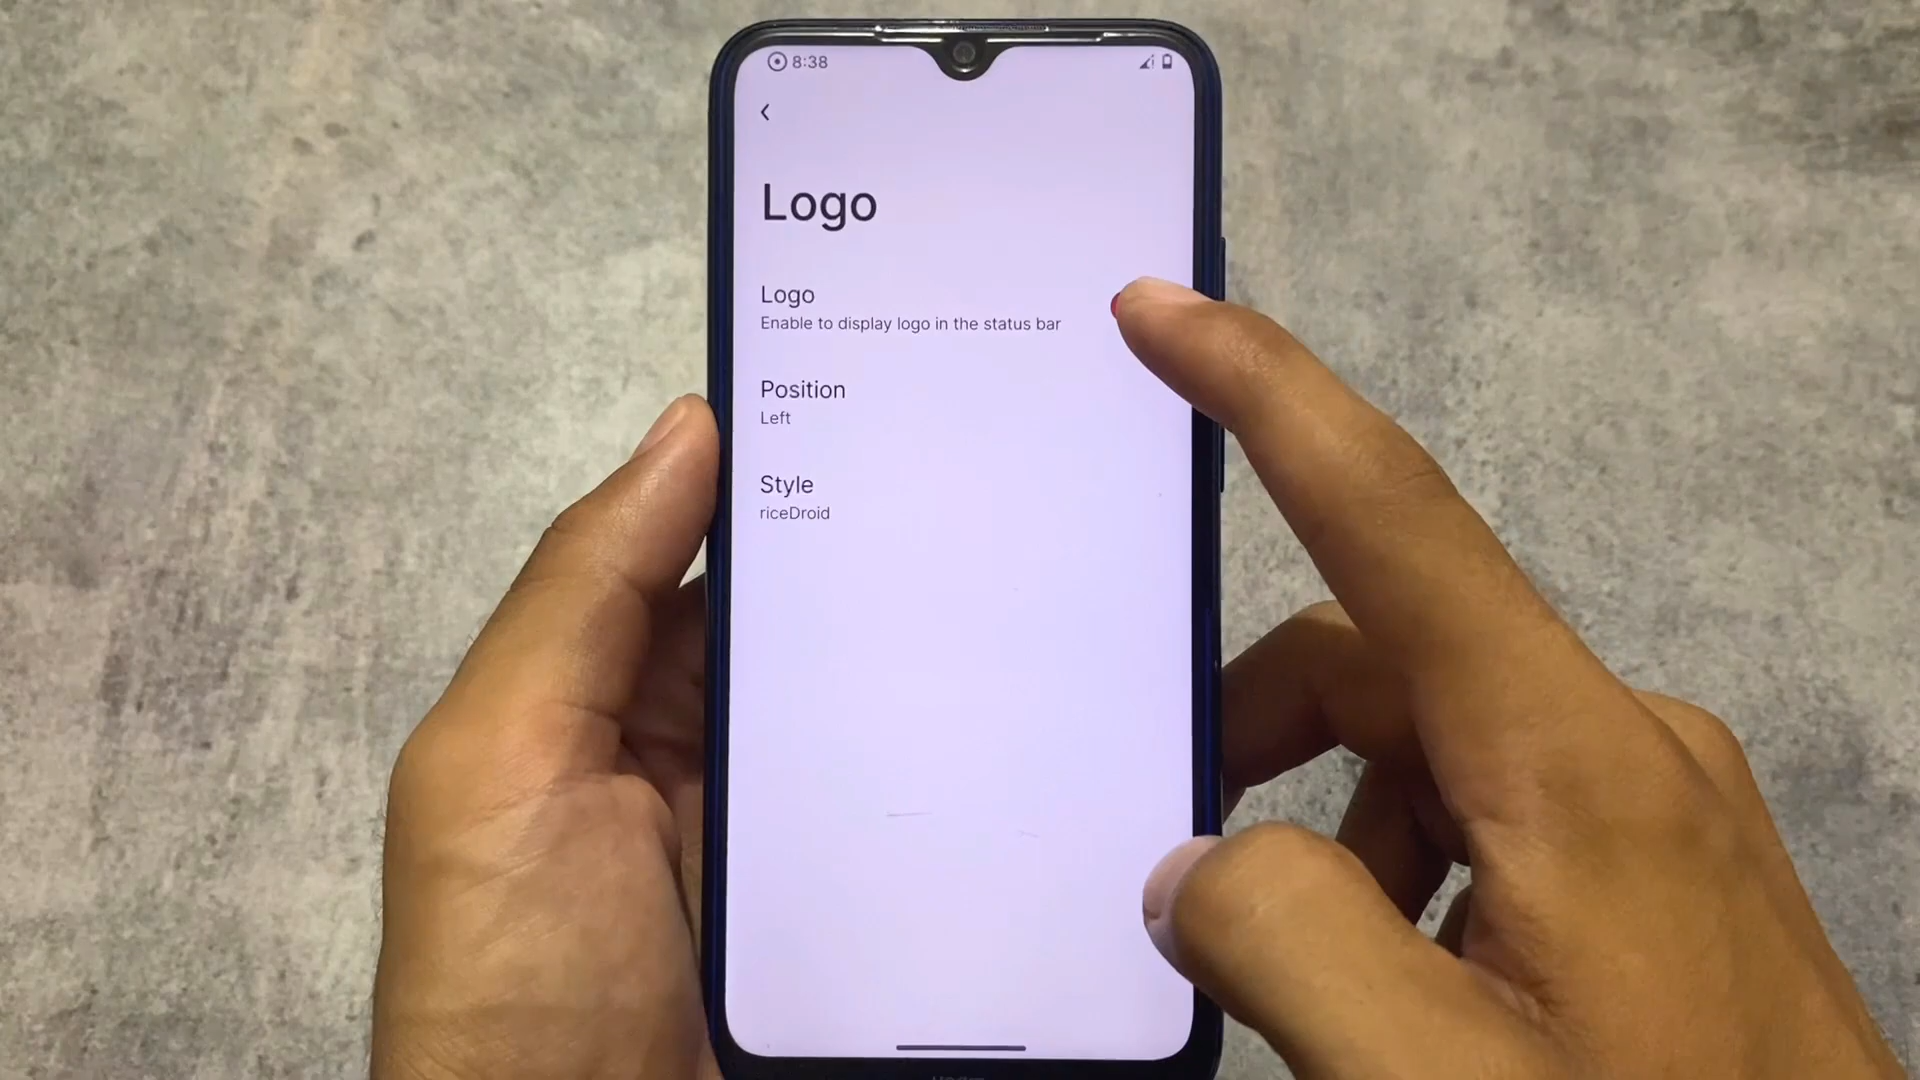 8:38
Logo
Logo
Enable to display logo in the status bar
Position
Left
Style
riceDroid